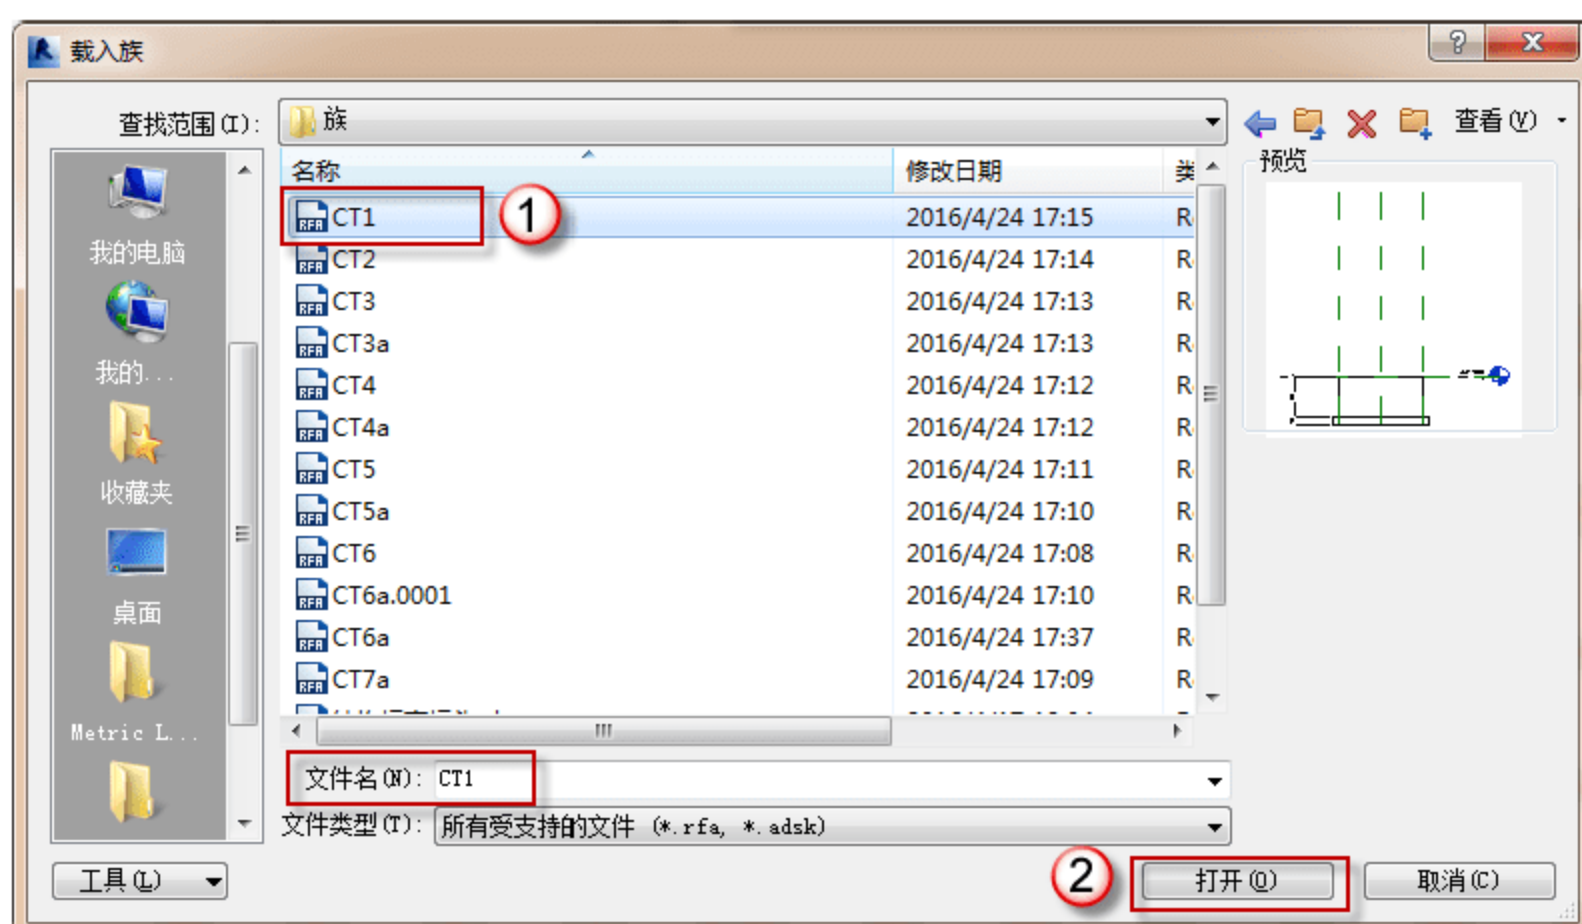 载入族
查找范围(I): 族 查看(V)
名称 修改日期 类 预览
CT1 2016/4/24 17:15 R
1
CT2 2016/4/24 17:14 R
CT3 2016/4/24 17:13 R
CT3a 2016/4/24 17:13 R
CT4 2016/4/24 17:12 R
CT4a 2016/4/24 17:12 R
CT5 2016/4/24 17:11 R
CT5a 2016/4/24 17:10 R
CT6 2016/4/24 17:08 R
CT6a.0001 2016/4/24 17:10 R
CT6a 2016/4/24 17:37 R
CT7a 2016/4/24 17:09 R
我的电脑
我的...
收藏夹
桌面
Metric L...
文件名(N): CT1
文件类型(T): 所有受支持的文件 (*.rfa, *.adsk)
工具(L) 2 打开(O) 取消(C)